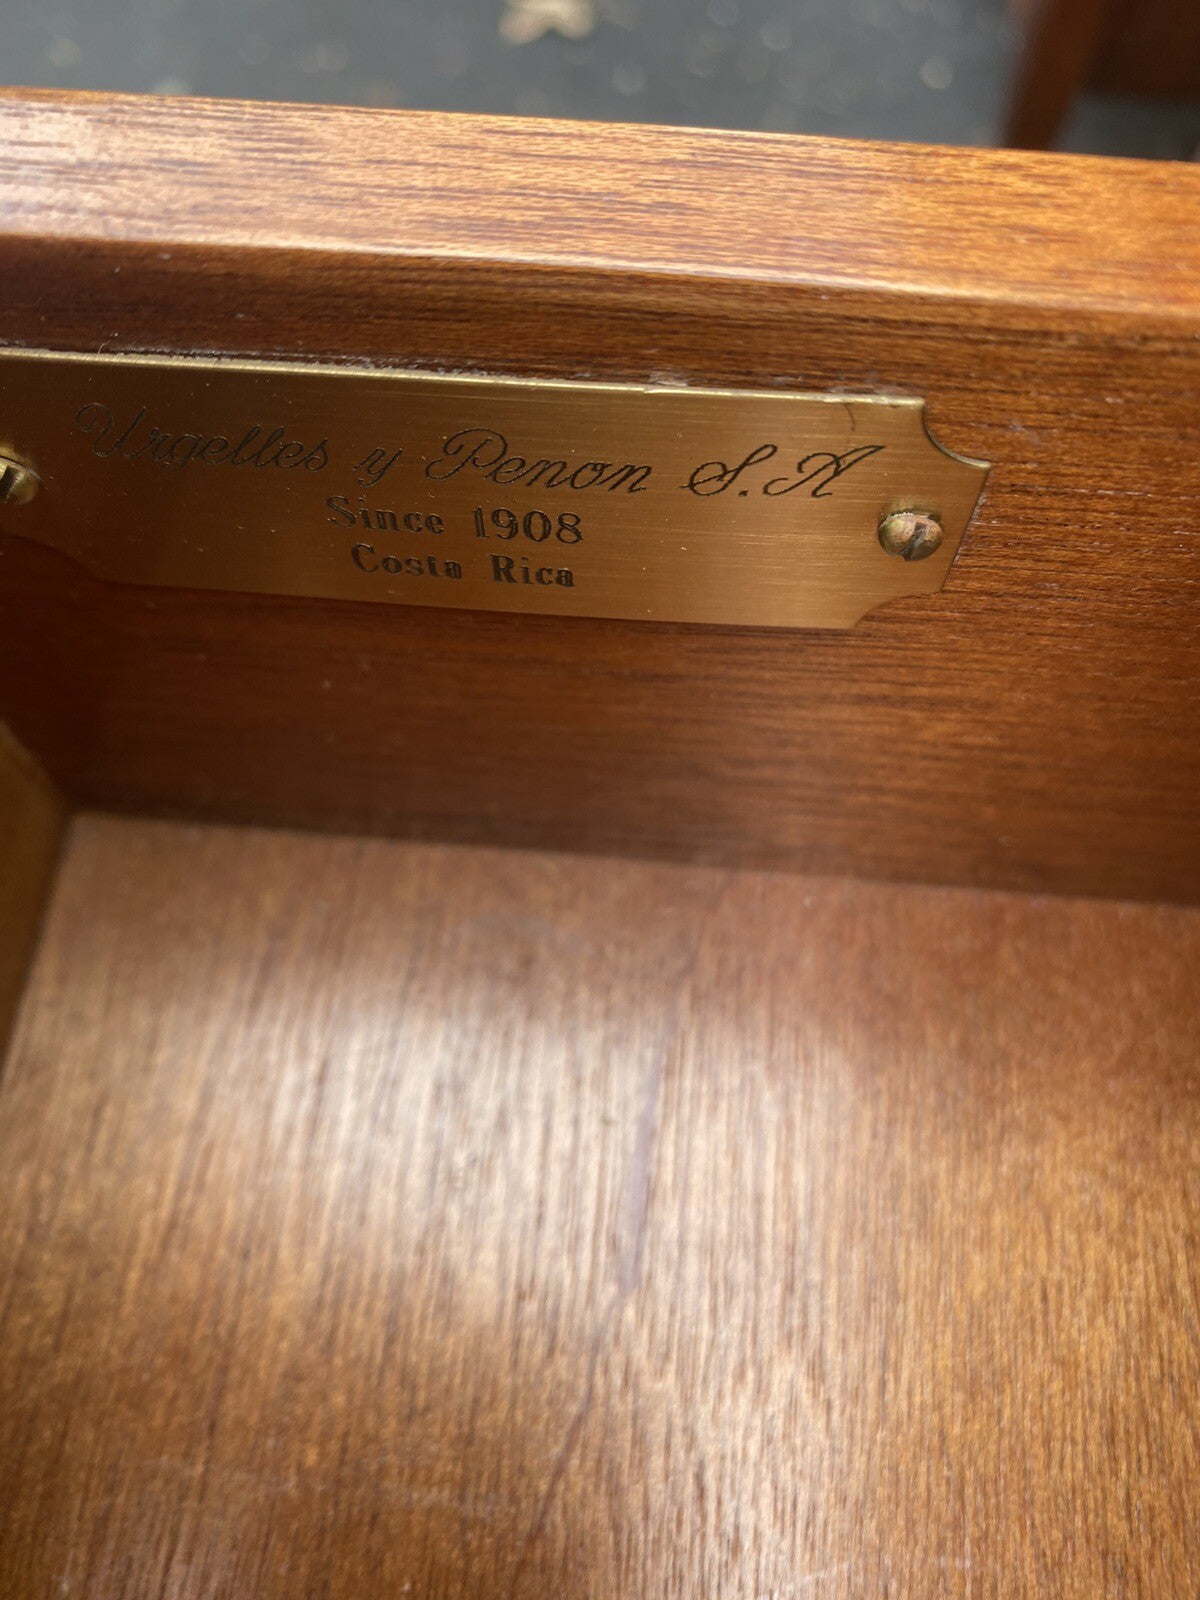 Urgelles y Penon S.A
Since 1908
Costa Rica